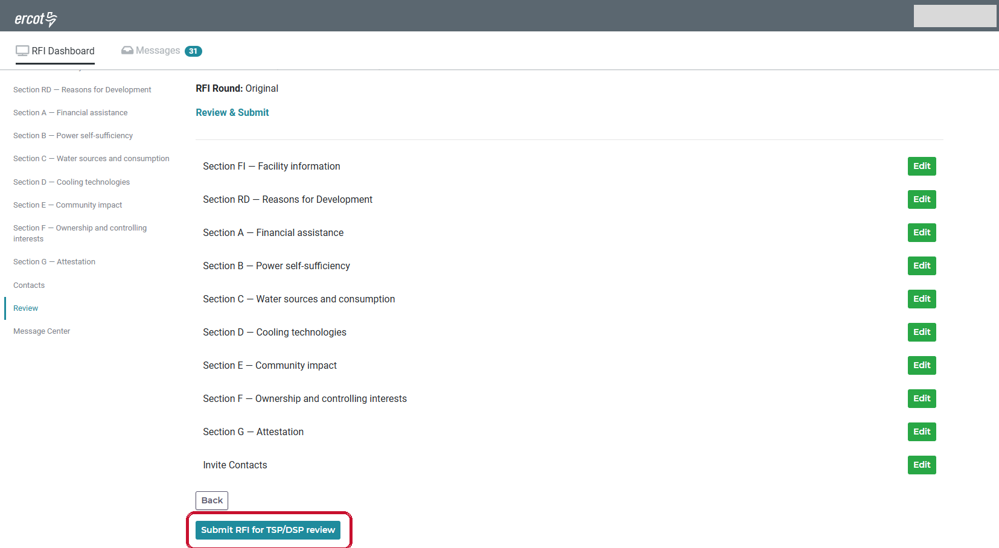 ercot
RFI Dashboard
Messages 31
Section RD — Reasons for Development
Section A — Financial assistance
Section B — Power self-sufficiency
Section C — Water sources and consumption
Section D — Cooling technologies
Section E — Community impact
Section F — Ownership and controlling
interests
Section G — Attestation
Contacts
Review
Message Center
RFI Round: Original
Review & Submit
Section FI — Facility information Edit
Section RD — Reasons for Development Edit
Section A — Financial assistance Edit
Section B — Power self-sufficiency Edit
Section C — Water sources and consumption Edit
Section D — Cooling technologies Edit
Section E — Community impact Edit
Section F — Ownership and controlling interests Edit
Section G — Attestation Edit
Invite Contacts Edit
Back
Submit RFI for TSP/DSP review